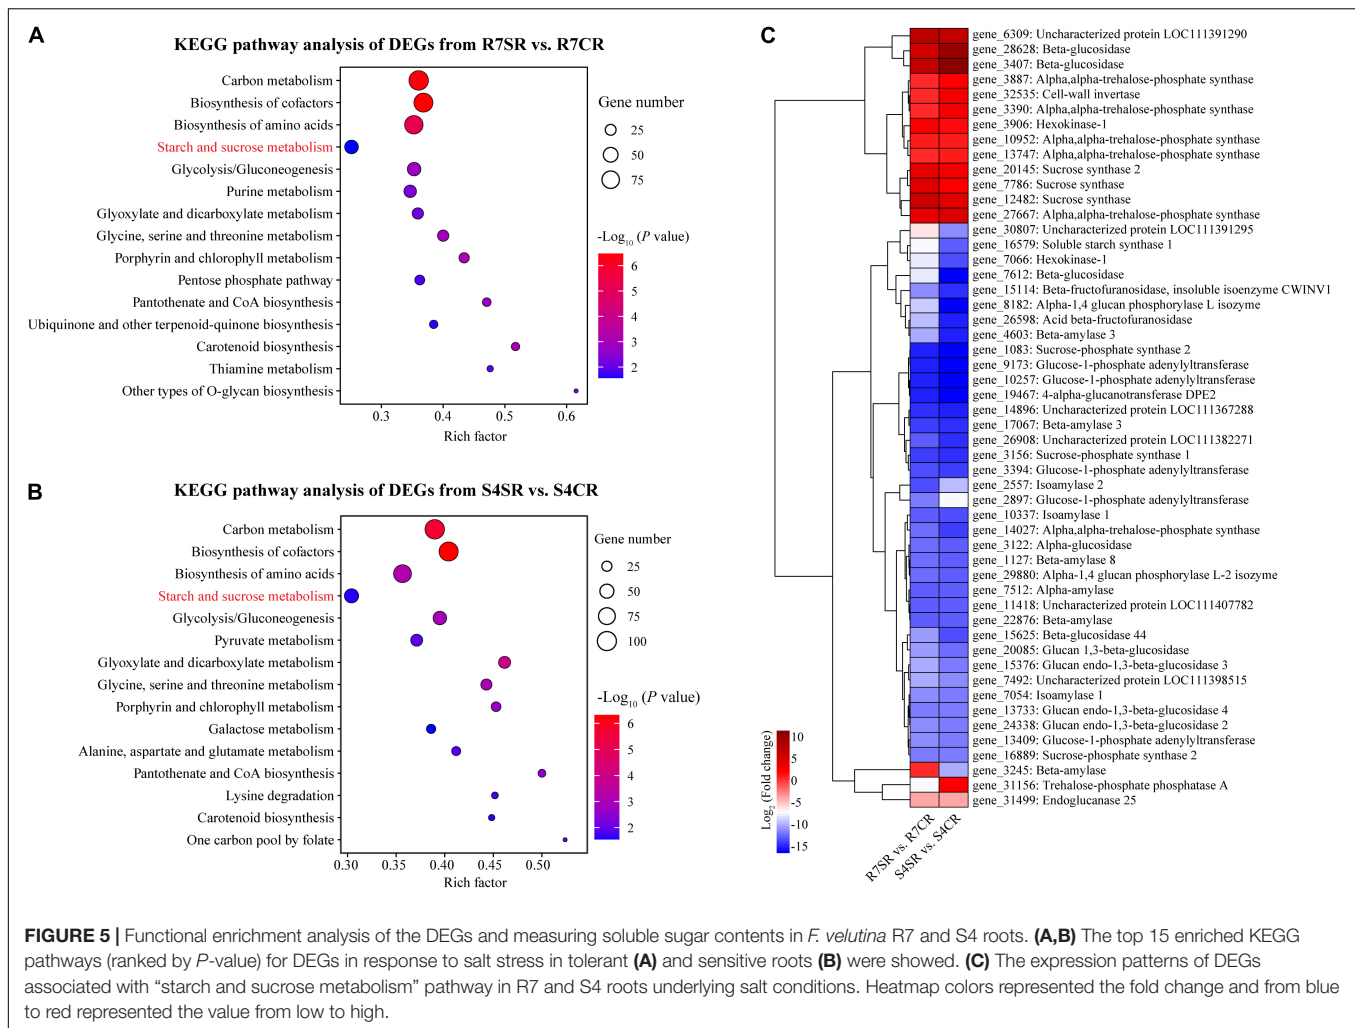 A
KEGG pathway analysis of DEGs from R7SR vs. R7CR
Carbon metabolism
Biosynthesis of cofactors
Biosynthesis of amino acids
Starch and sucrose metabolism
Glycolysis/Gluconeogenesis
Purine metabolism
Glyoxylate and dicarboxylate metabolism
Glycine, serine and threonine metabolism
Porphyrin and chlorophyll metabolism
Pentose phosphate pathway
Pantothenate and CoA biosynthesis
Ubiquinone and other terpenoid-quinone biosynthesis
Carotenoid biosynthesis
Thiamine metabolism
Other types of O-glycan biosynthesis
0.3 0.4 0.5 0.6
Rich factor
Gene number
25
50
75
-Log10 (P value)
6
5
4
3
2
B
KEGG pathway analysis of DEGs from S4SR vs. S4CR
Carbon metabolism
Biosynthesis of cofactors
Biosynthesis of amino acids
Starch and sucrose metabolism
Glycolysis/Gluconeogenesis
Pyruvate metabolism
Glyoxylate and dicarboxylate metabolism
Glycine, serine and threonine metabolism
Porphyrin and chlorophyll metabolism
Galactose metabolism
Alanine, aspartate and glutamate metabolism
Pantothenate and CoA biosynthesis
Lysine degradation
Carotenoid biosynthesis
One carbon pool by folate
0.30 0.35 0.40 0.45 0.50
Rich factor
Gene number
25
50
75
100
-Log10 (P value)
6
5
4
3
2
C
gene_6309: Uncharacterized protein LOC111391290
gene_28628: Beta-glucosidase
gene_3407: Beta-glucosidase
gene_3887: Alpha,alpha-trehalose-phosphate synthase
gene_32535: Cell-wall invertase
gene_3390: Alpha,alpha-trehalose-phosphate synthase
gene_3906: Hexokinase-1
gene_10952: Alpha,alpha-trehalose-phosphate synthase
gene_13747: Alpha,alpha-trehalose-phosphate synthase
gene_20145: Sucrose synthase 2
gene_7786: Sucrose synthase
gene_12482: Sucrose synthase
gene_27667: Alpha,alpha-trehalose-phosphate synthase
gene_30807: Uncharacterized protein LOC111391295
gene_16579: Soluble starch synthase 1
gene_7066: Hexokinase-1
gene_7612: Beta-glucosidase
gene_15114: Beta-fructofuranosidase, insoluble isoenzyme CWINV1
gene_8182: Alpha-1,4 glucan phosphorylase L isozyme
gene_26598: Acid beta-fructofuranosidase
gene_4603: Beta-amylase 3
gene_1083: Sucrose-phosphate synthase 2
gene_9173: Glucose-1-phosphate adenylyltransferase
gene_10257: Glucose-1-phosphate adenylyltransferase
gene_19467: 4-alpha-glucanotransferase DPE2
gene_14896: Uncharacterized protein LOC111367288
gene_17067: Beta-amylase 3
gene_26908: Uncharacterized protein LOC111382271
gene_3156: Sucrose-phosphate synthase 1
gene_3394: Glucose-1-phosphate adenylyltransferase
gene_2557: Isoamylase 2
gene_2897: Glucose-1-phosphate adenylyltransferase
gene_10337: Isoamylase 1
gene_14027: Alpha,alpha-trehalose-phosphate synthase
gene_3122: Alpha-glucosidase
gene_1127: Beta-amylase 8
gene_29880: Alpha-1,4 glucan phosphorylase L-2 isozyme
gene_7512: Alpha-amylase
gene_11418: Uncharacterized protein LOC111407782
gene_22876: Beta-amylase
gene_15625: Beta-glucosidase 44
gene_20085: Glucan 1,3-beta-glucosidase
gene_15376: Glucan endo-1,3-beta-glucosidase 3
gene_7492: Uncharacterized protein LOC111398515
gene_7054: Isoamylase 1
gene_13733: Glucan endo-1,3-beta-glucosidase 4
gene_24338: Glucan endo-1,3-beta-glucosidase 2
gene_13409: Glucose-1-phosphate adenylyltransferase
gene_16889: Sucrose-phosphate synthase 2
gene_3245: Beta-amylase
gene_31156: Trehalose-phosphate phosphatase A
gene_31499: Endoglucanase 25
Log2 (Fold change)
10
5
0
-5
-10
-15
R7SR vs. R7CR
S4SR vs. S4CR
FIGURE 5 | Functional enrichment analysis of the DEGs and measuring soluble sugar contents in F. velutina R7 and S4 roots. (A,B) The top 15 enriched KEGG
pathways (ranked by P-value) for DEGs in response to salt stress in tolerant (A) and sensitive roots (B) were showed. (C) The expression patterns of DEGs
associated with “starch and sucrose metabolism” pathway in R7 and S4 roots underlying salt conditions. Heatmap colors represented the fold change and from blue
to red represented the value from low to high.